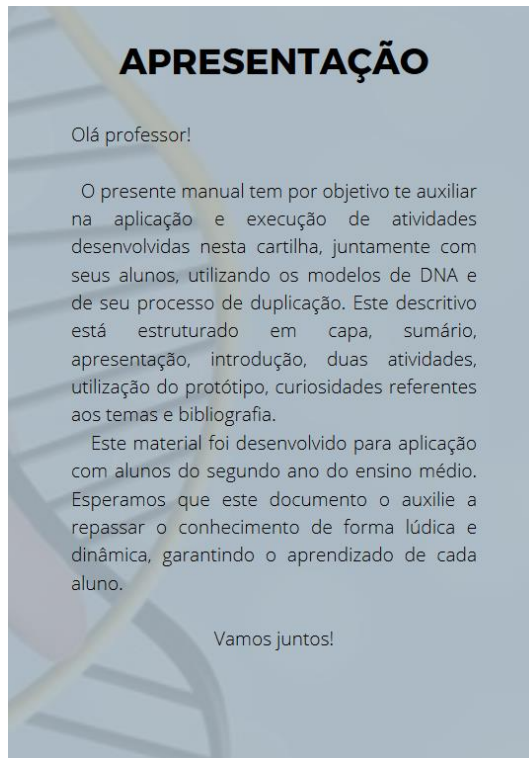 APRESENTAÇÃO
Olá professor!
O presente manual tem por objetivo te auxiliar
na aplicação e execução de atividades
desenvolvidas nesta cartilha, juntamente com
seus alunos, utilizando os modelos de DNA e
de seu processo de duplicação. Este descritivo
está estruturado em capa, sumário,
apresentação, introdução, duas atividades,
utilização do protótipo, curiosidades referentes
aos temas e bibliografia.
Este material foi desenvolvido para aplicação
com alunos do segundo ano do ensino médio.
Esperamos que este documento o auxilie a
repassar o conhecimento de forma lúdica e
dinâmica, garantindo o aprendizado de cada
aluno.
Vamos juntos!